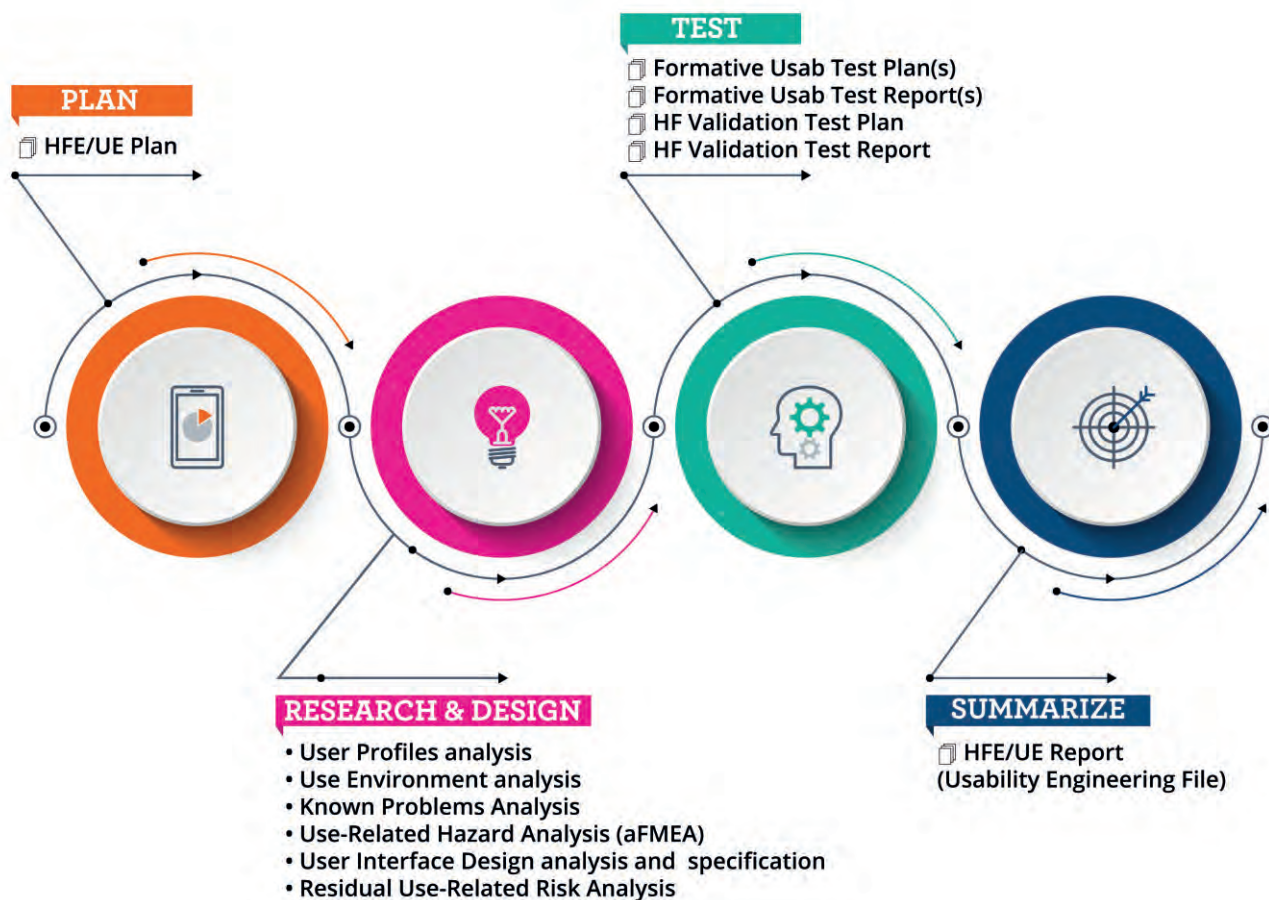 PLAN
HFE/UE Plan
RESEARCH & DESIGN
• User Profiles analysis
• Use Environment analysis
• Known Problems Analysis
• Use-Related Hazard Analysis (aFMEA)
• User Interface Design analysis and specification
• Residual Use-Related Risk Analysis
TEST
Formative Usab Test Plan(s)
Formative Usab Test Report(s)
HF Validation Test Plan
HF Validation Test Report
SUMMARIZE
HFE/UE Report
(Usability Engineering File)